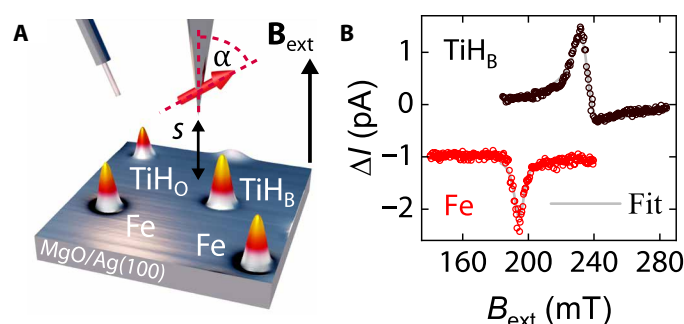 A
α
B_ext
s
TiH_O
TiH_B
Fe
Fe
MgO/Ag(100)
B
ΔI (pA)
1
0
−1
−2
TiH_B
Fe
Fit
160
200
240
280
B_ext (mT)